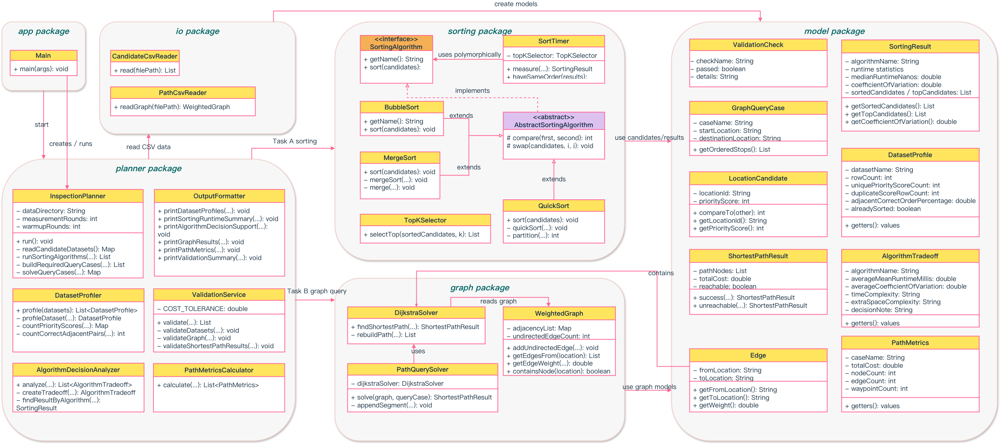 create models
app package
Main
+ main(args): void
start
creates / runs
io package
CandidateCsvReader
+ read(filePath): List
PathCsvReader
+ readGraph(filePath): WeightedGraph
read CSV data
Task A sorting
planner package
InspectionPlanner
– dataDirectory: String
– measurementRounds: int
– warmupRounds: int
+ run(): void
– readCandidateDatasets(): Map
– runSortingAlgorithms(...): List
– buildRequiredQueryCases(...): List
– solveQueryCases(...): Map
OutputFormatter
+ printDatasetProfiles(...): void
+ printSortingRuntimeSummary(...): void
+ printAlgorithmDecisionSupport(...):
void
+ printGraphResults(...): void
+ printPathMetrics(...): void
+ printValidationSummary(...): void
DatasetProfiler
+ profile(datasets): List<DatasetProfile>
– profileDataset(...): DatasetProfile
– countPriorityScores(...): Map
– countCorrectAdjacentPairs(...): int
ValidationService
– COST_TOLERANCE: double
+ validate(...): List
– validateDatasets(...): void
– validateGraph(...): void
– validateShortestPathResults(...): void
AlgorithmDecisionAnalyzer
+ analyze(...): List<AlgorithmTradeoff>
– createTradeoff(...): AlgorithmTradeoff
– findResultByAlgorithm(...):
SortingResult
PathMetricsCalculator
+ calculate(...): List<PathMetrics>
Task B graph query
sorting package
<<interface>>
SortingAlgorithm
+ getName(): String
+ sort(candidates):
uses polymorphically
SortTimer
– topKSelector: TopKSelector
+ measure(...): SortingResult
+ haveSameOrder(results):
implements
BubbleSort
+ getName(): String
+ sort(candidates): void
extends
<<abstract>>
AbstractSortingAlgorithm
# compare(first, second): int
# swap(candidates, i, j): void
MergeSort
+ sort(candidates): void
– mergeSort(...): void
– merge(...): void
extends
extends
QuickSort
+ sort(candidates): void
– quickSort(...): void
– partition(...): int
TopKSelector
+ selectTop(sortedCandidates, k): List
use candidates/results
graph package
reads graph
DijkstraSolver
+ findShortestPath(...): ShortestPathResult
– rebuildPath(...): List
WeightedGraph
– adjacencyList: Map
– undirectedEdgeCount: int
+ addUndirectedEdge(...): void
+ getEdgesFrom(location): List
+ getEdgeWeight(...): double
+ containsNode(location): boolean
uses
PathQuerySolver
– dijkstraSolver: DijkstraSolver
+ solve(graph, queryCase): ShortestPathResult
– appendSegment(...): void
contains
use graph models
model package
ValidationCheck
– checkName: String
– passed: boolean
– details: String
SortingResult
– algorithmName: String
– runtime statistics
– medianRuntimeNanos: double
– coefficientOfVariation: double
– sortedCandidates / topCandidates: List
+ getSortedCandidates(): List
+ getTopCandidates(): List
+ getCoefficientOfVariation(): double
GraphQueryCase
– caseName: String
– startLocation: String
– destinationLocation: String
+ getOrderedStops(): List
DatasetProfile
– datasetName: String
– rowCount: int
– uniquePriorityScoreCount: int
– duplicateScoreRowCount: int
– adjacentCorrectOrderPercentage: double
– alreadySorted: boolean
+ getters(): values
LocationCandidate
– locationId: String
– priorityScore: int
+ compareTo(other): int
+ getLocationId(): String
+ getPriorityScore(): int
ShortestPathResult
– pathNodes: List
– totalCost: double
– reachable: boolean
+ success(...): ShortestPathResult
+ unreachable(...): ShortestPathResult
AlgorithmTradeoff
– algorithmName: String
– averageMeanRuntimeMillis: double
– averageCoefficientOfVariation: double
– timeComplexity: String
– extraSpaceComplexity: String
– decisionNote: String
+ getters(): values
Edge
– fromLocation: String
– toLocation: String
+ getFromLocation(): String
+ getToLocation(): String
+ getWeight(): double
PathMetrics
– caseName: String
– totalCost: double
– nodeCount: int
– edgeCount: int
– waypointCount: int
+ getters(): values